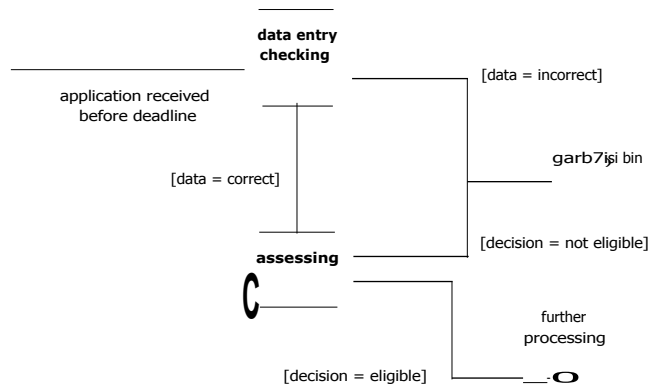 data entry
checking
[data = incorrect]
application received
before deadline
bin
[data = correct]
[decision = not eligible]
assessing
further
processing
[decision = eligible]